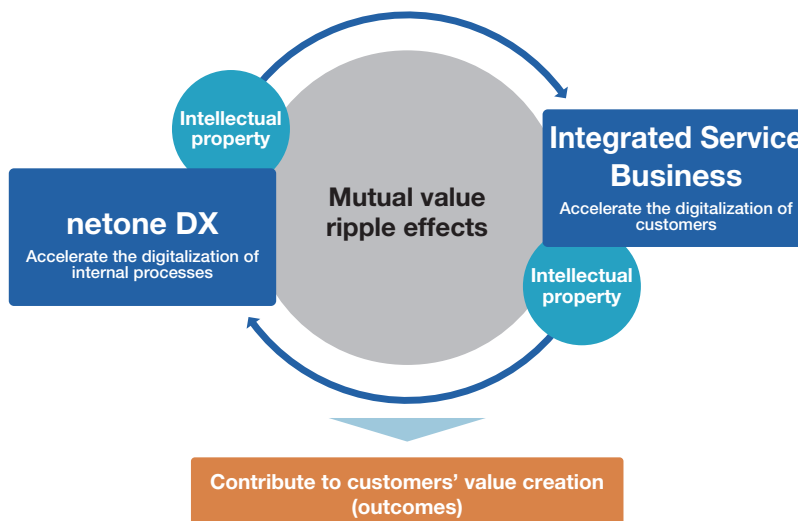 Intellectual
property
Integrated Service
Business
Accelerate the digitalization of
customers
Mutual value
ripple effects
netone DX
Accelerate the digitalization of
internal processes
Intellectual
property
Contribute to customers’ value creation
(outcomes)